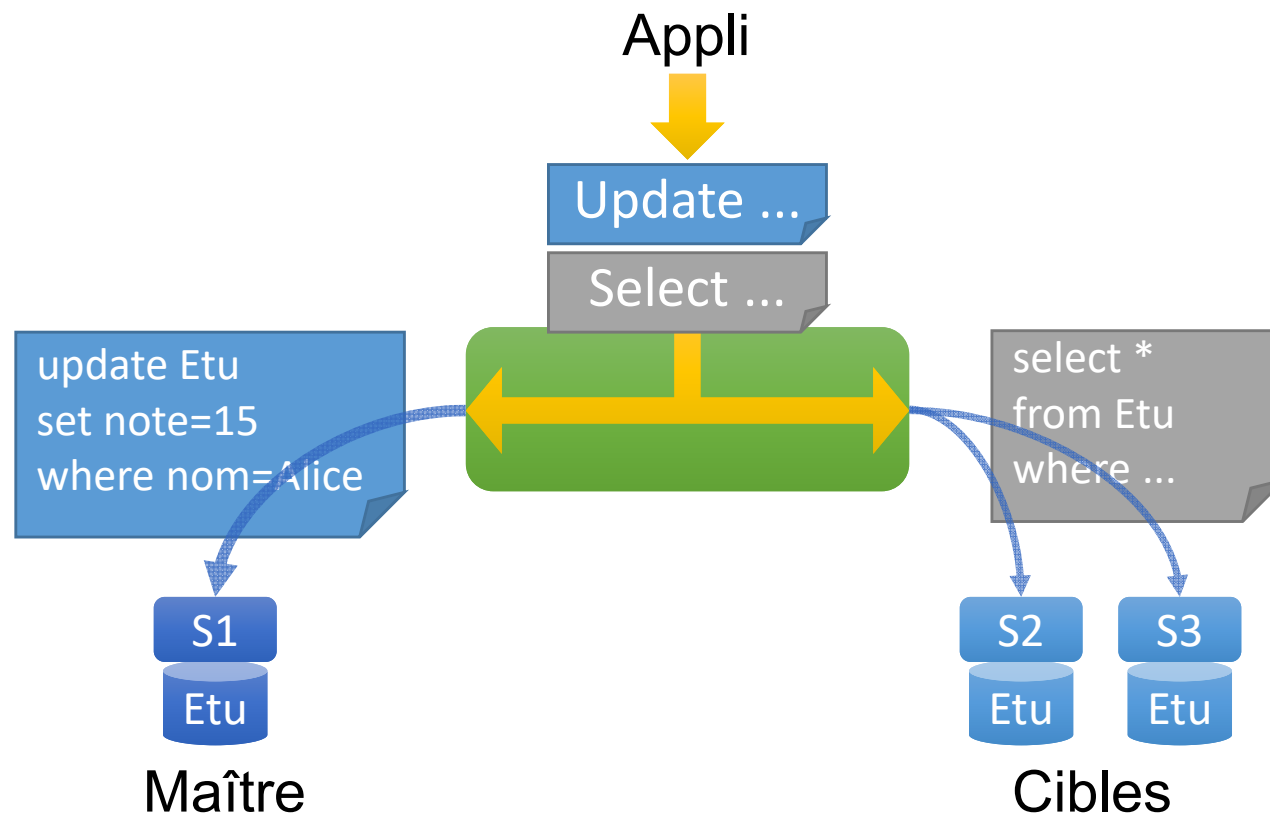 Appli
Update ...
Select ...
update Etu
set note=15
where nom=Alice
select *
from Etu
where ...
S1
Etu
Maître
S2
S3
Etu
Etu
Cibles